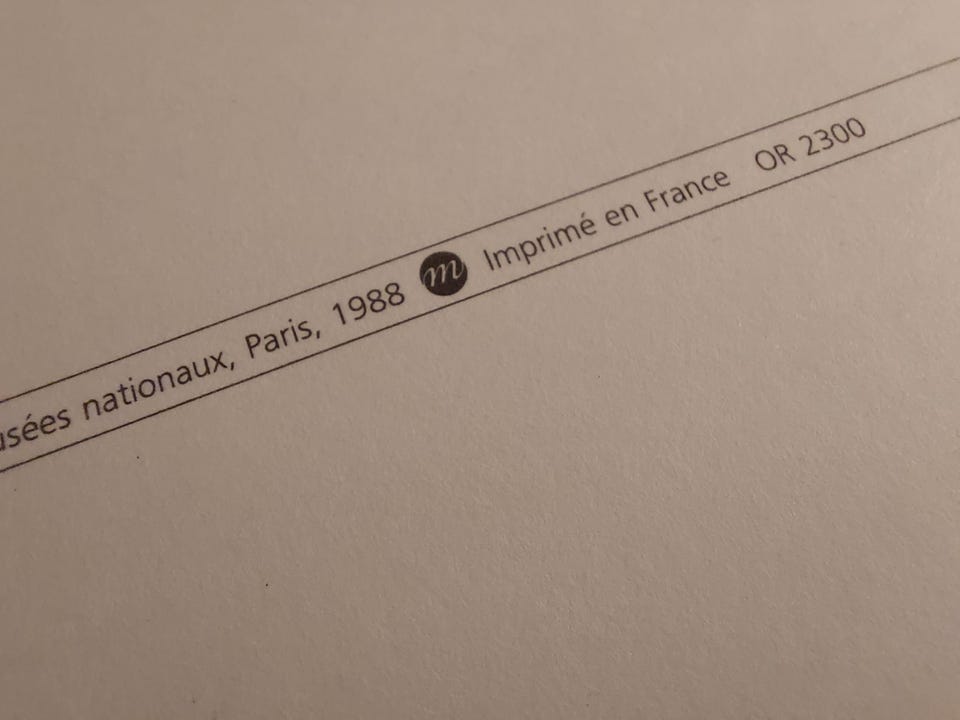 usées nationaux, Paris, 1988 m Imprimé en France OR 2300